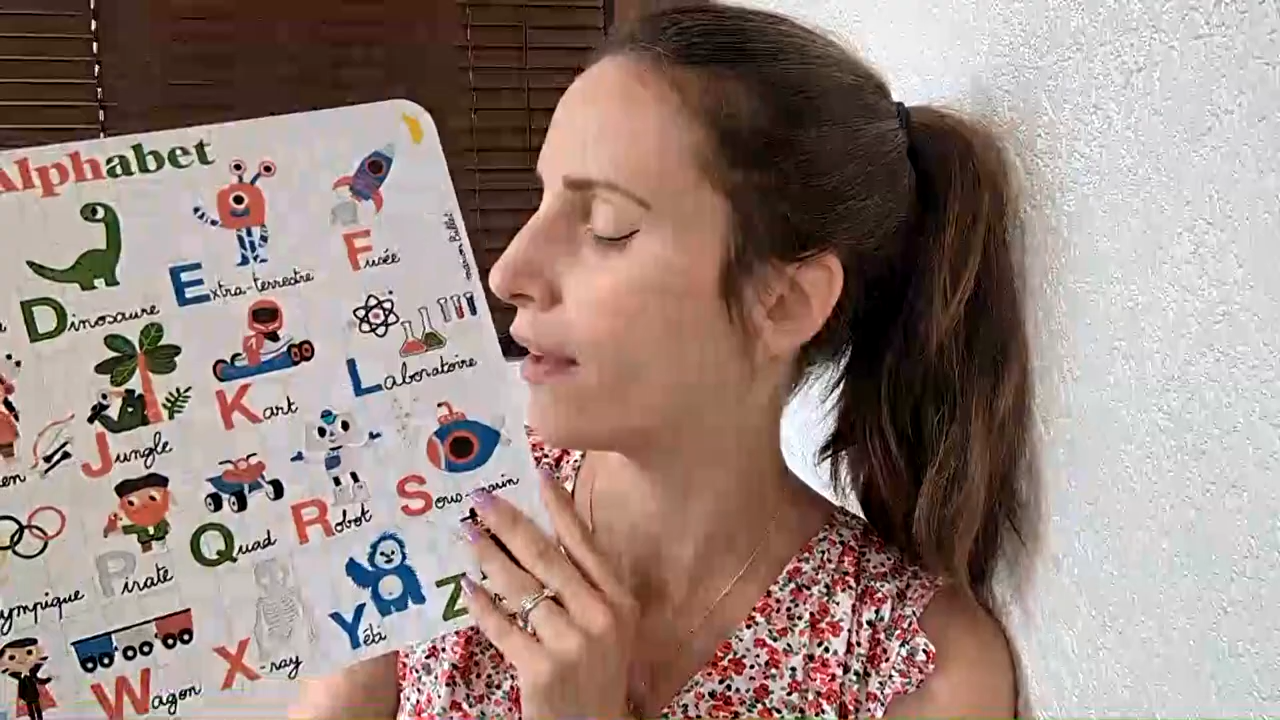 Alphabet
Dinosaure Extra-terrestre Fusée
Jungle Kart Laboratoire
Pirate Quad Robot Sous-marin
Wagon X-ray Yéti Z